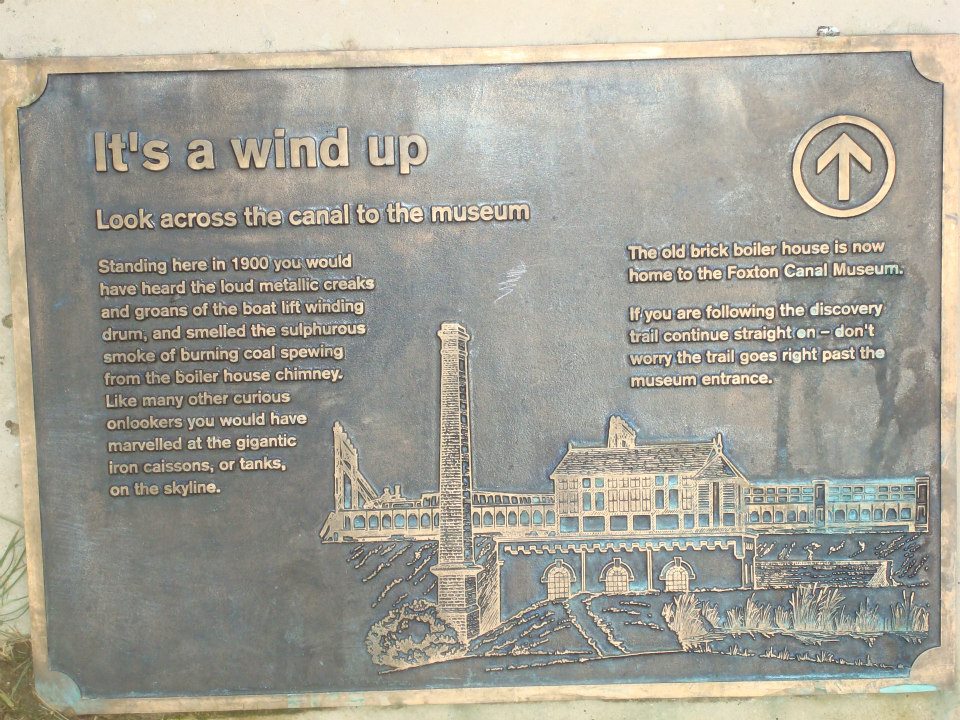 It's a wind up
Look across the canal to the museum
Standing here in 1900 you would
have heard the loud metallic creaks
and groans of the boat lift winding
drum, and smelled the sulphurous
smoke of burning coal spewing
from the boiler house chimney.
Like many other curious
onlookers you would have
marvelled at the gigantic
iron caissons, or tanks,
on the skyline.
The old brick boiler house is now
home to the Foxton Canal Museum.
If you are following the discovery
trail continue straight on – don't
worry the trail goes right past the
museum entrance.